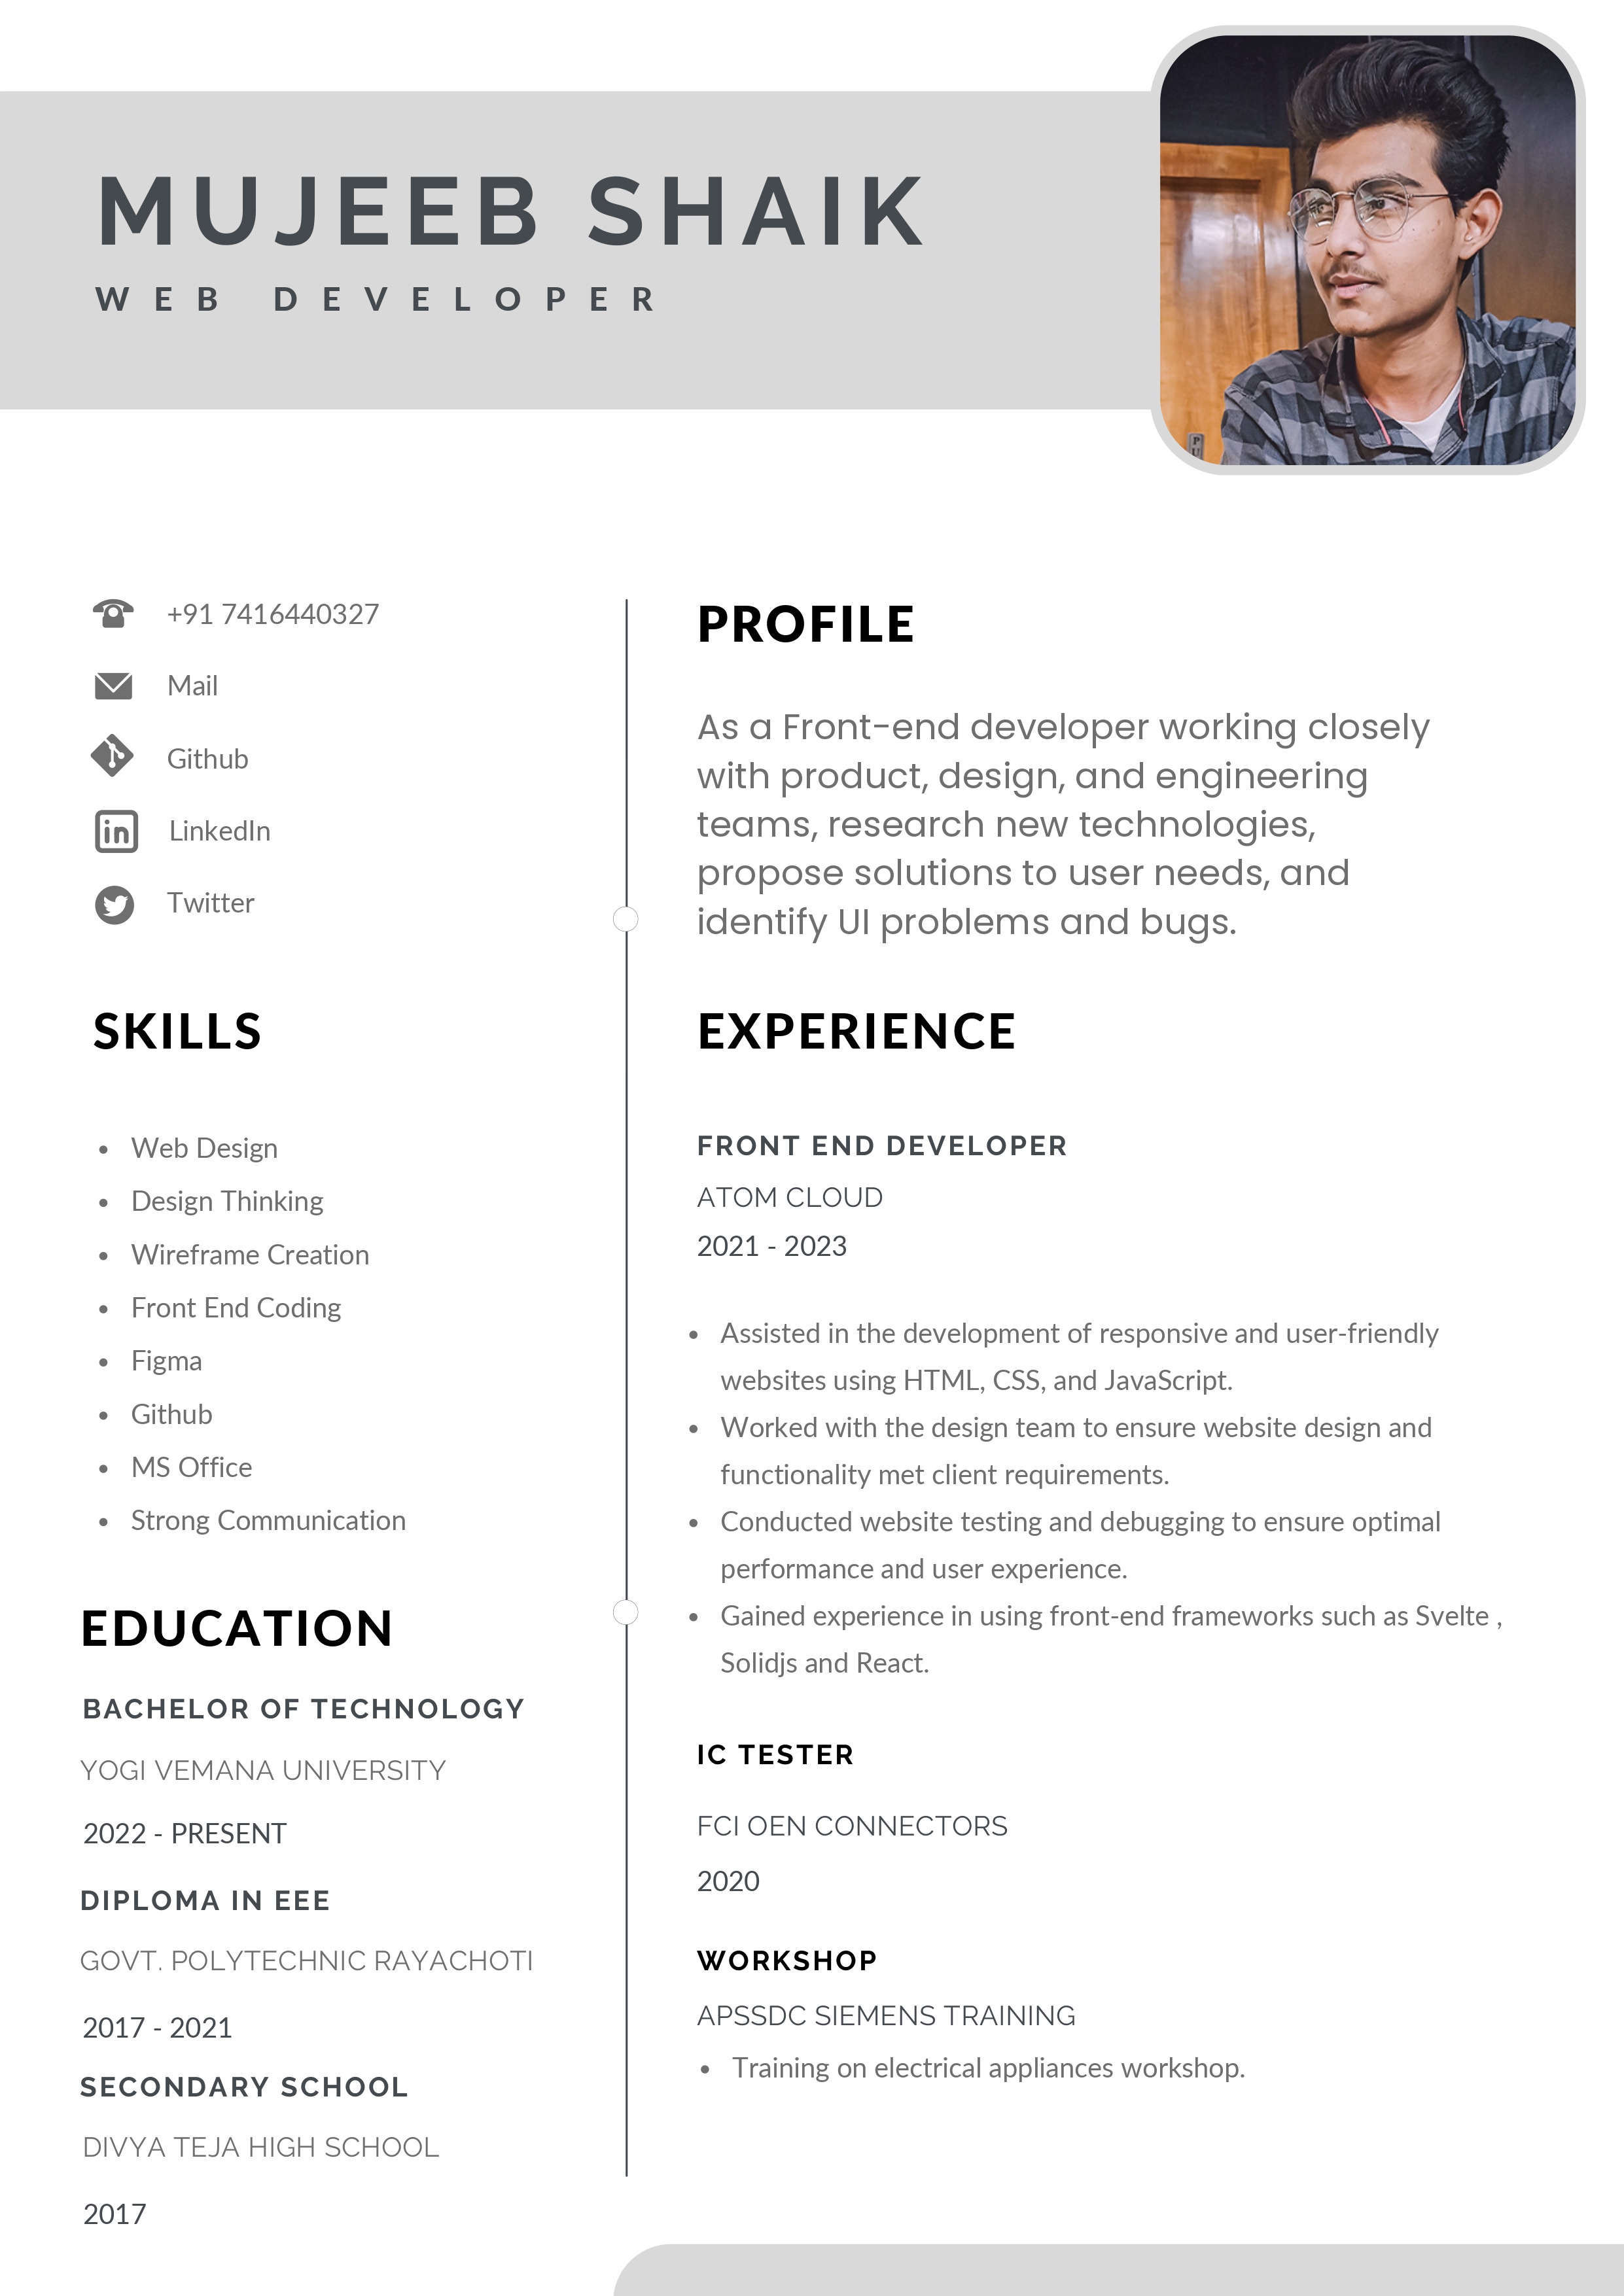 MUJEEB SHAIK
WEB DEVELOPER
+91 7416440327
Mail
Github
LinkedIn
Twitter
SKILLS
Web Design
Design Thinking
Wireframe Creation
Front End Coding
Figma
Github
MS Office
Strong Communication
EDUCATION
BACHELOR OF TECHNOLOGY
YOGI VEMANA UNIVERSITY
2022 - PRESENT
DIPLOMA IN EEE
GOVT. POLYTECHNIC RAYACHOTI
2017 - 2021
SECONDARY SCHOOL
DIVYA TEJA HIGH SCHOOL
2017
PROFILE
As a Front-end developer working closely
with product, design, and engineering
teams, research new technologies,
propose solutions to user needs, and
identify UI problems and bugs.
EXPERIENCE
FRONT END DEVELOPER
ATOM CLOUD
2021 - 2023
Assisted in the development of responsive and user-friendly
websites using HTML, CSS, and JavaScript.
Worked with the design team to ensure website design and
functionality met client requirements.
Conducted website testing and debugging to ensure optimal
performance and user experience.
Gained experience in using front-end frameworks such as Svelte ,
Solidjs and React.
IC TESTER
FCI OEN CONNECTORS
2020
WORKSHOP
APSSDC SIEMENS TRAINING
Training on electrical appliances workshop.